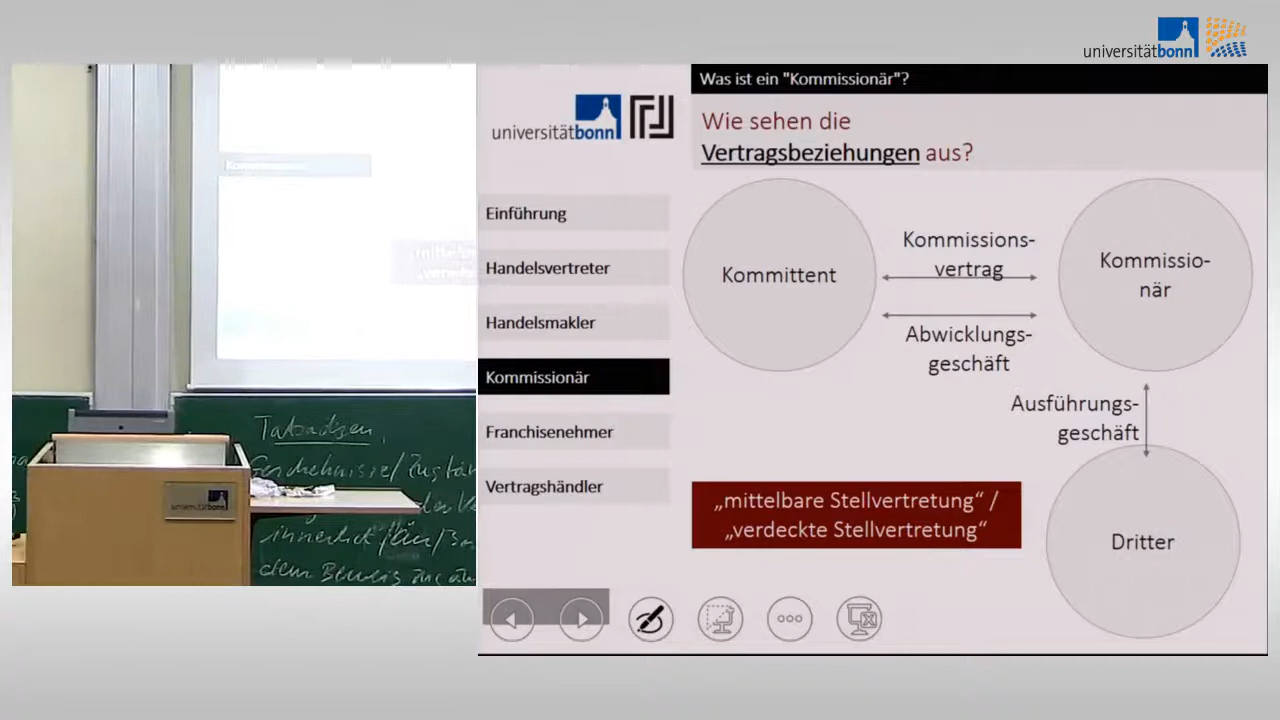 universitätbonn
Was ist ein "Kommissionär"?
universitätbonn
Wie sehen die
Vertragsbeziehungen aus?
Einführung
Handelsvertreter
Handelsmakler
Kommissionär
Franchisenehmer
Vertragshändler
Kommittent
Kommissions-
vertrag
Abwicklungs-
geschäft
Kommissio-
när
Ausführungs-
geschäft
Dritter
„mittelbare Stellvertretung“ /
„verdeckte Stellvertretung“
Tatsachen
universitätbonn
innerlich
dem Beweis